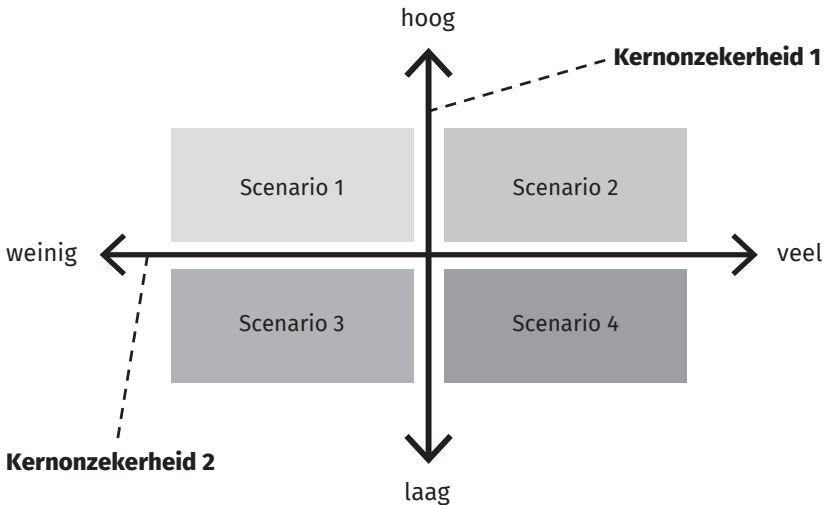 hoog
Kernonzekerheid 1
Scenario 1
Scenario 2
weinig
veel
Scenario 3
Scenario 4
Kernonzekerheid 2
laag